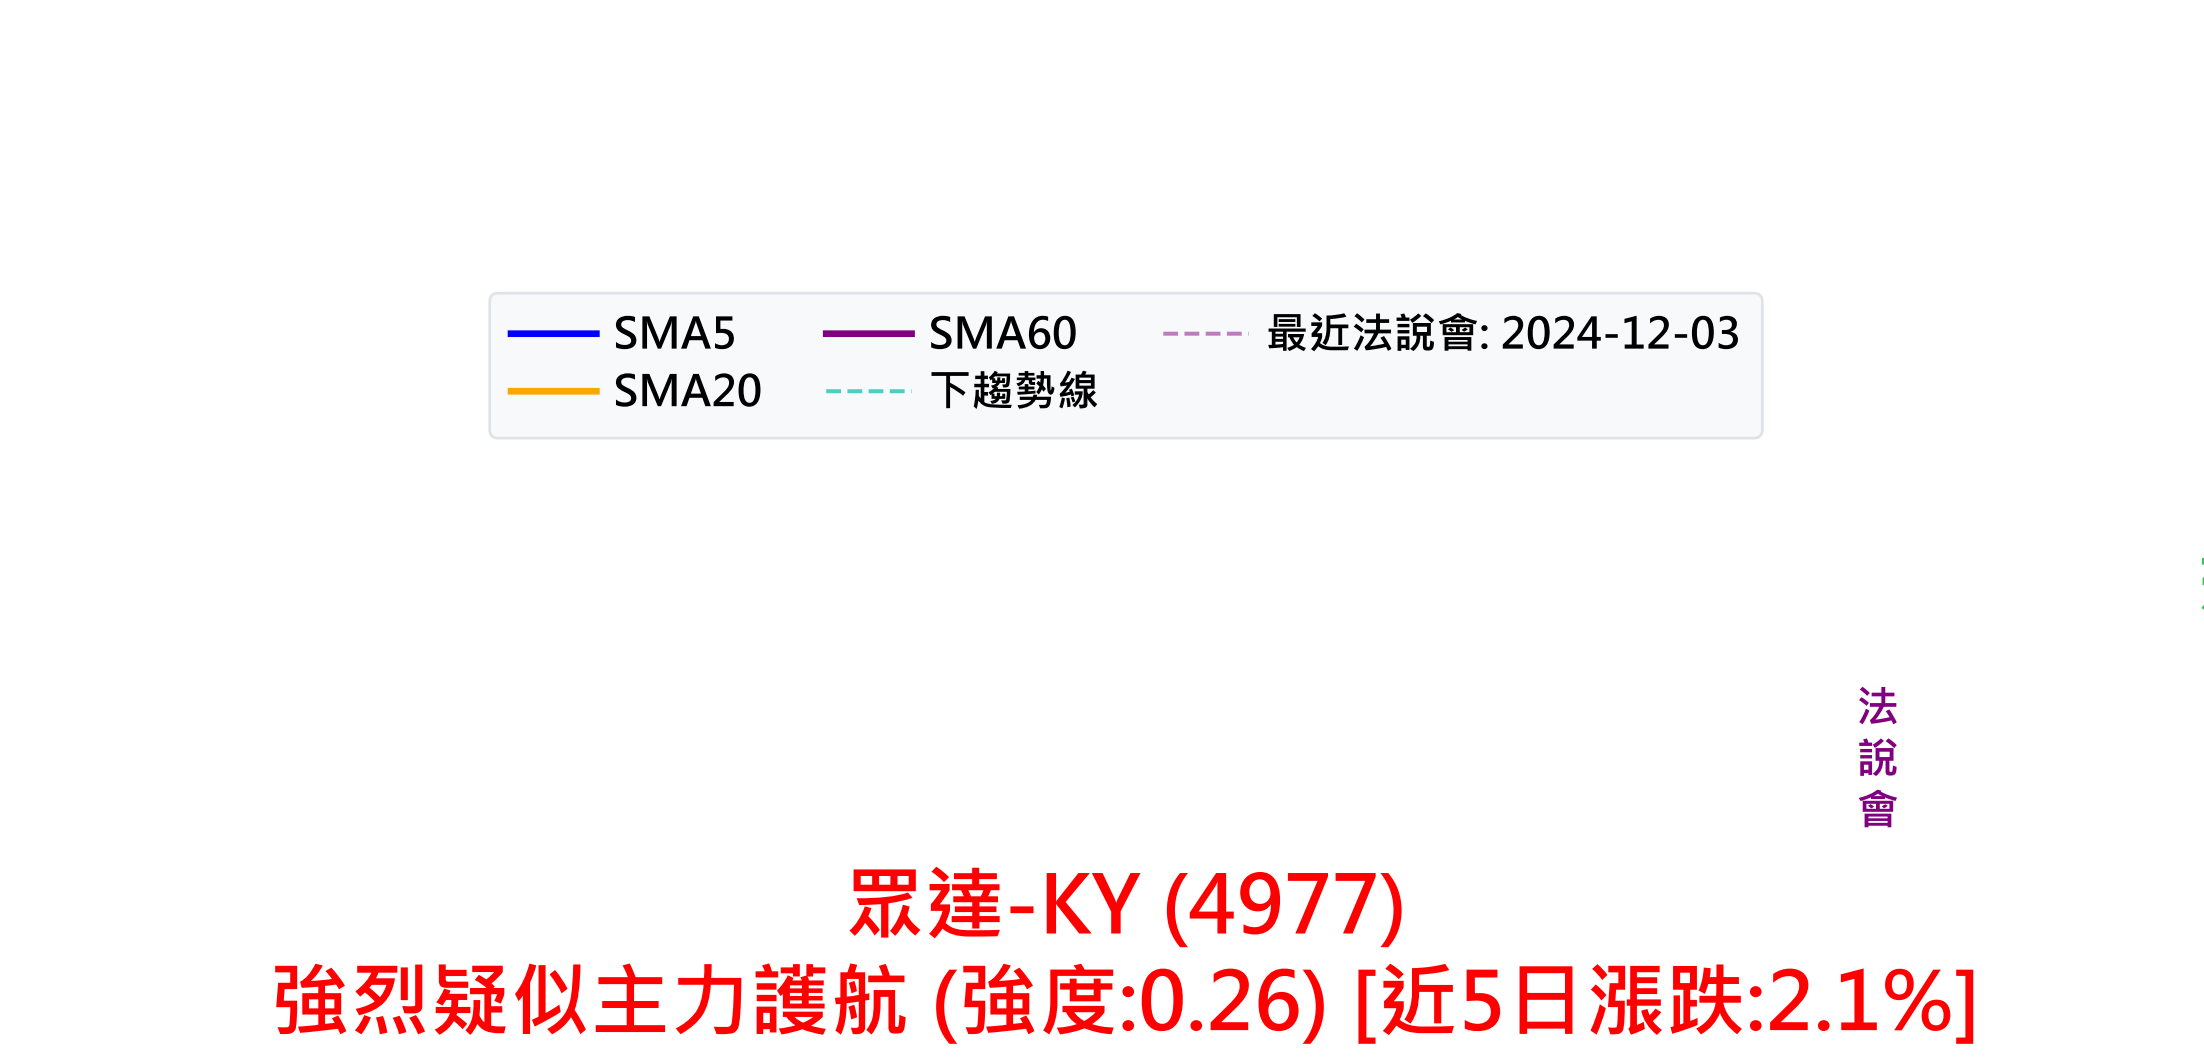 SMA5
SMA20
SMA60
下趨勢線
最近法說會: 2024-12-03
法
說
會
眾達-KY (4977)
強烈疑似主力護航 (強度:0.26) [近5日漲跌:2.1%]